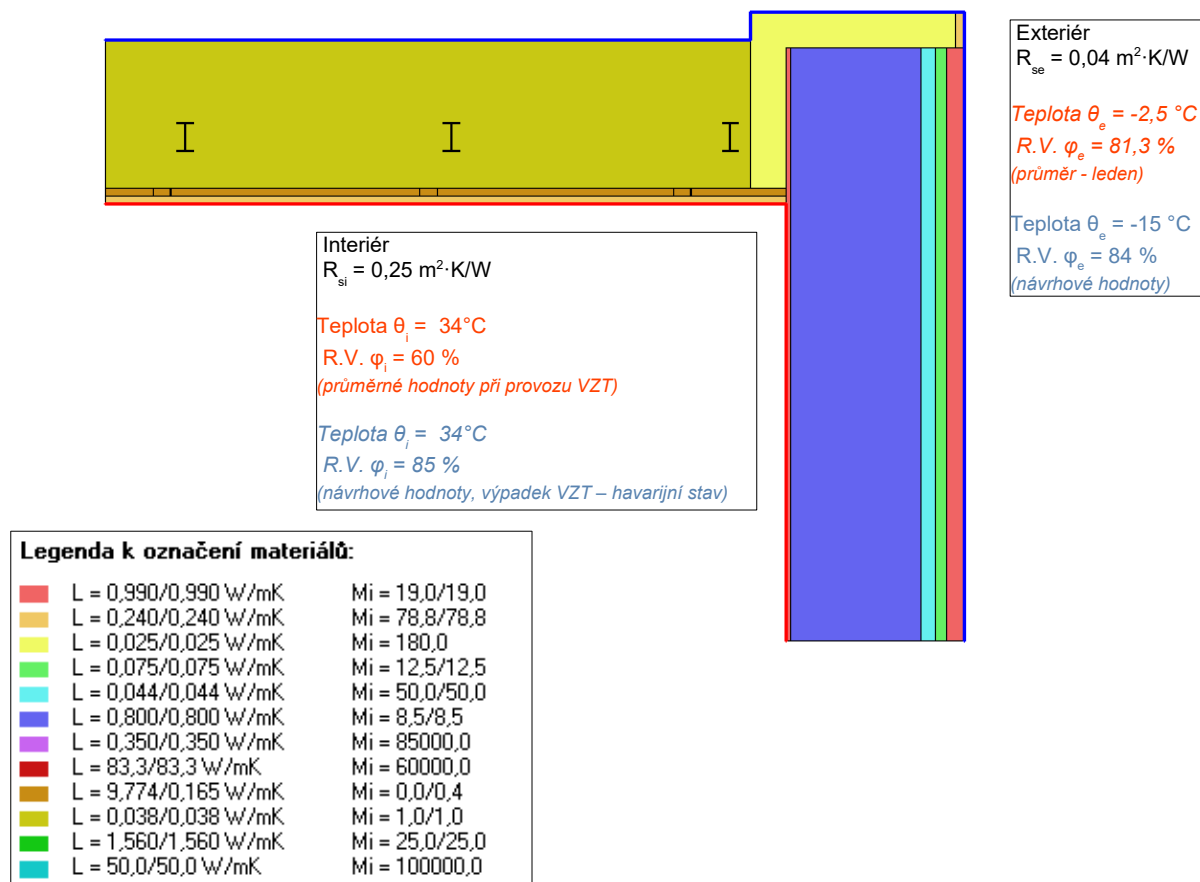 Exteriér
Rse = 0,04 m²·K/W
Teplota θe = -2,5 °C
R.V. φe = 81,3 %
(průměr - leden)
Teplota θe = -15 °C
R.V. φe = 84 %
(návrhové hodnoty)
Interiér
Rsi = 0,25 m²·K/W
Teplota θi = 34°C
R.V. φi = 60 %
(průměrné hodnoty při provozu VZT)
Teplota θi = 34°C
R.V. φi = 85 %
(návrhové hodnoty, výpadek VZT – havarijní stav)
Legenda k označení materiálů:
L = 0,990/0,990 W/mK Mi = 19,0/19,0
L = 0,240/0,240 W/mK Mi = 78,8/78,8
L = 0,025/0,025 W/mK Mi = 180,0
L = 0,075/0,075 W/mK Mi = 12,5/12,5
L = 0,044/0,044 W/mK Mi = 50,0/50,0
L = 0,800/0,800 W/mK Mi = 8,5/8,5
L = 0,350/0,350 W/mK Mi = 85000,0
L = 83,3/83,3 W/mK Mi = 60000,0
L = 9,774/0,165 W/mK Mi = 0,0/0,4
L = 0,038/0,038 W/mK Mi = 1,0/1,0
L = 1,560/1,560 W/mK Mi = 25,0/25,0
L = 50,0/50,0 W/mK Mi = 100000,0